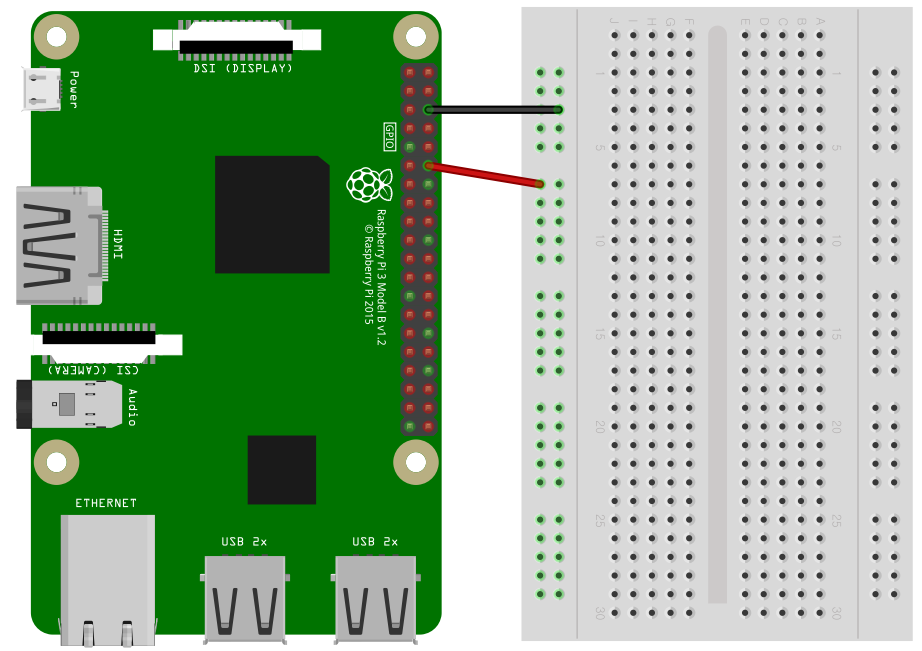 DSI (DISPLAY)
Power
GPIO
HDMI
Raspberry Pi 3 Model B v1.2
© Raspberry Pi 2015
CSI (CAMERA)
Audio
ETHERNET
USB 2x
USB 2x
J I H G F E D C B A
1 1
5 5
10 10
15 15
20 20
25 25
30 30